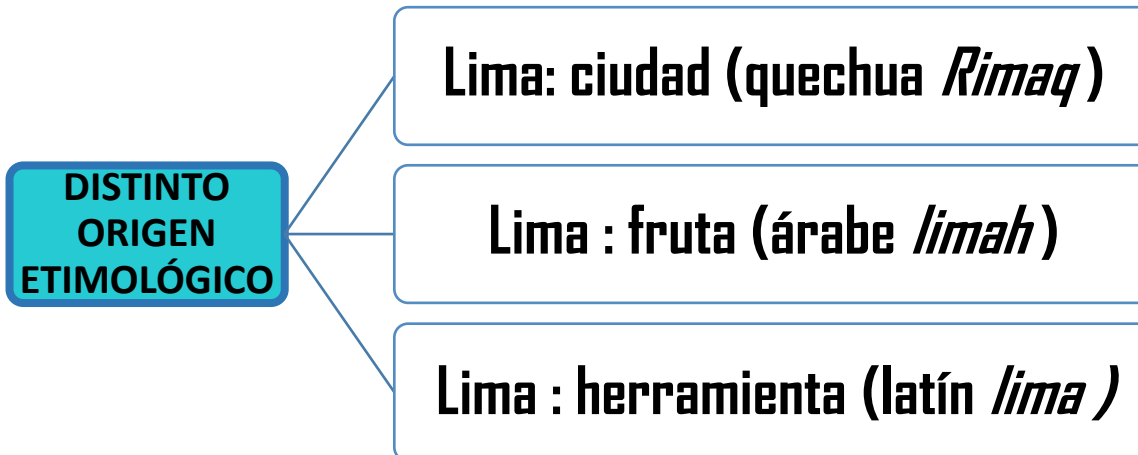 DISTINTO
ORIGEN
ETIMOLÓGICO
Lima: ciudad (quechua Rimaq )
Lima : fruta (árabe limah )
Lima : herramienta (latín lima )